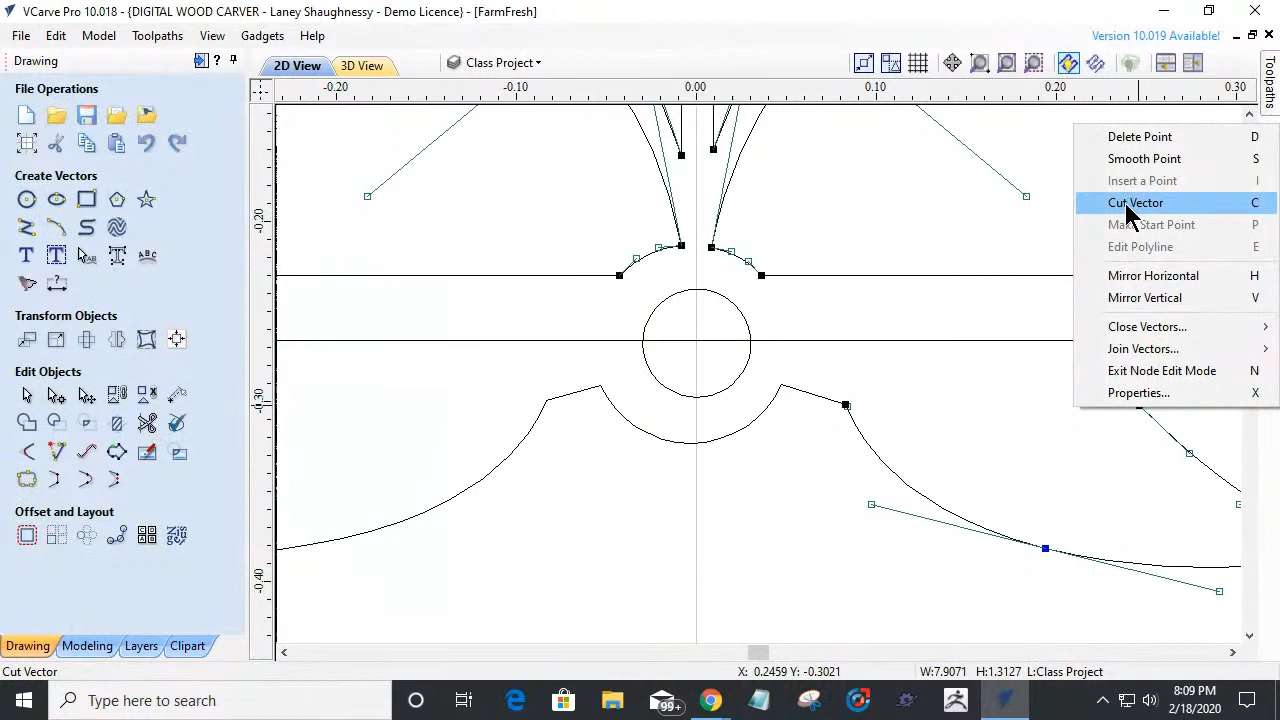 VCarve Pro 10.018 - {DIGITAL WOOD CARVER - Laney Shaughnessy - Demo Licence} - [FarmFresh]
File Edit Model Toolpaths View Gadgets Help
Version 10.019 Available!
Drawing
2D View 3D View Class Project
File Operations
-0.20 -0.10 0.00 0.10 0.20 0.30
Toolpaths
Create Vectors
Transform Objects
Edit Objects
Offset and Layout
-0.20
-0.30
-0.40
Delete Point D
Smooth Point S
Insert a Point I
Cut Vector C
Start Point P
Edit Polyline E
Mirror Horizontal H
Mirror Vertical V
Close Vectors...
Join Vectors...
Exit Node Edit Mode N
Properties... X
Drawing Modeling Layers Clipart
Cut Vector
X: 0.2459 Y: -0.3021
W:7.9071 H:1.3127 L:Class Project
Type here to search
99+
8:09 PM
2/18/2020